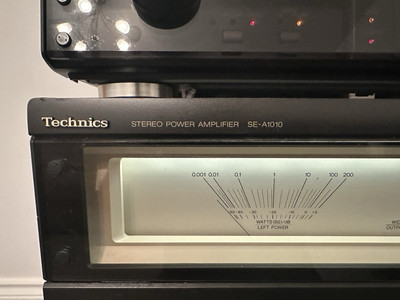 Technics STEREO POWER AMPLIFIER SE-A1010
0.001 0.01 0.1 1 10 100 200
WATTS(8Ω)/dB
LEFT POWER